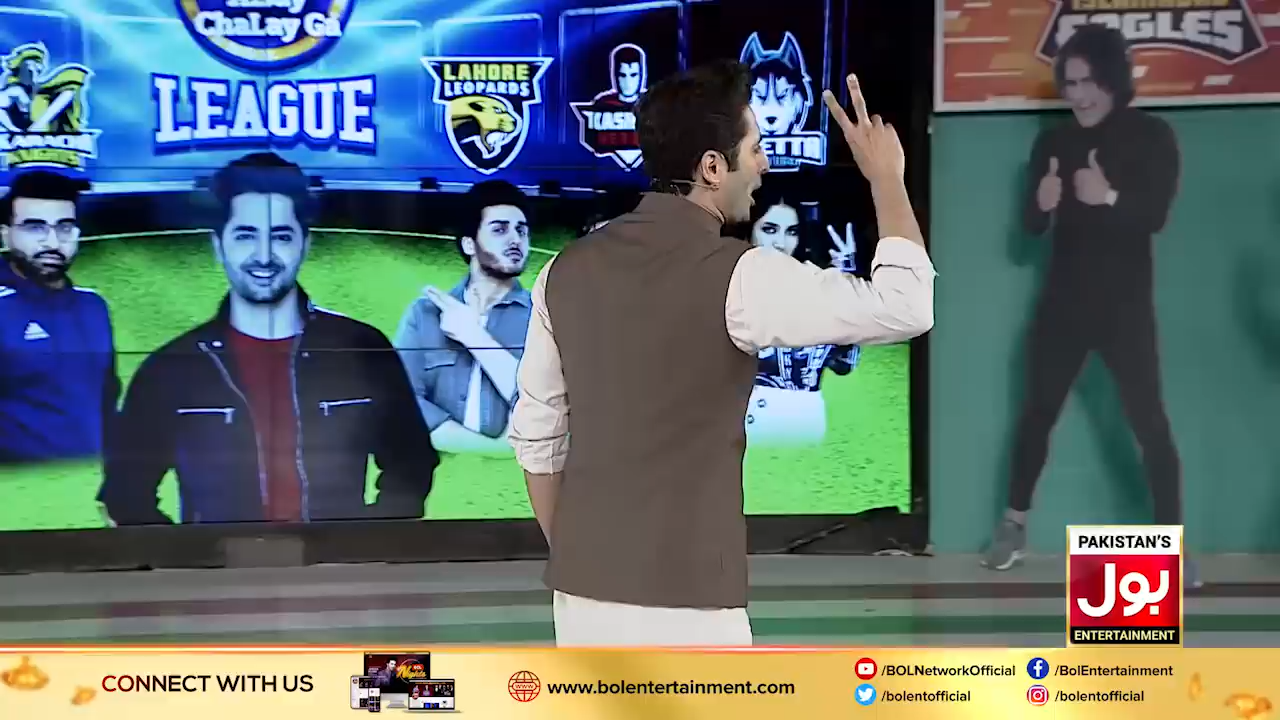 ChaLay Ga
LEAGUE
KARACHI
LAHORE
LEOPARDS
EAGLES
PAKISTAN'S
بول
ENTERTAINMENT
CONNECT WITH US
www.bolentertainment.com
/BOLNetworkOfficial
/BolEntertainment
/bolentofficial
/bolentofficial